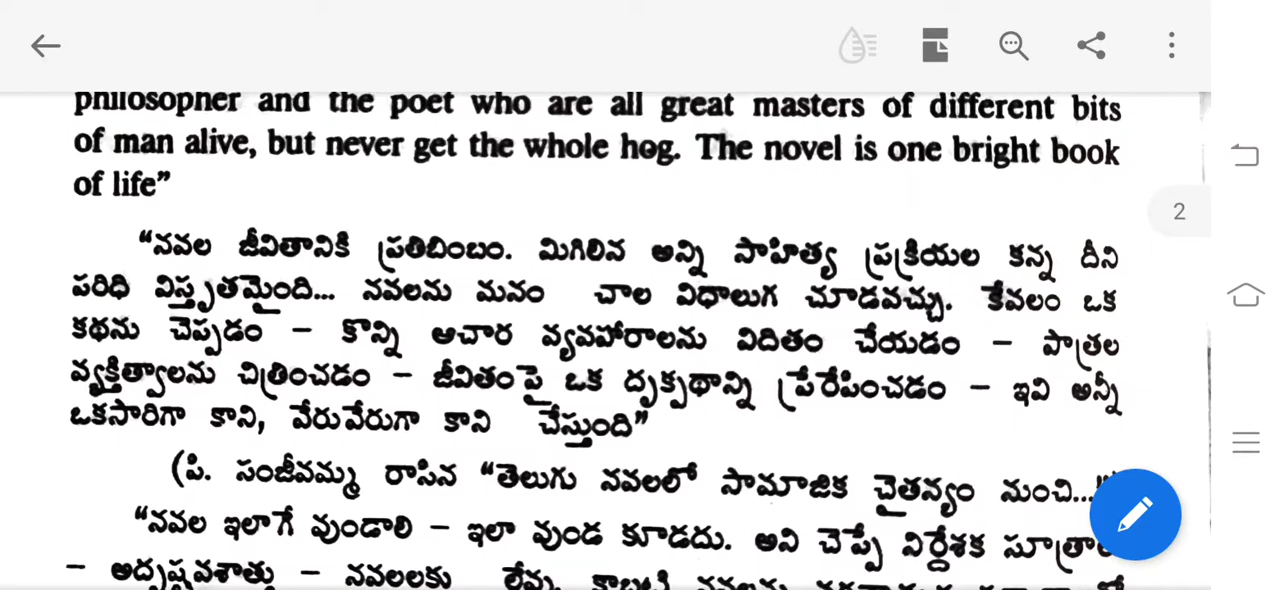 philosopher and the poet who are all great masters of different bits
of man alive, but never get the whole hog. The novel is one bright book
of life”
2
“నవల జీవితానికి ప్రతిబింబం. మిగిలిన అన్ని సాహిత్య ప్రక్రియల కన్న దీని
పరిధి విస్తృతమైంది... నవలను మనం చాల విధాలుగ చూడవచ్చు. కేవలం ఒక
కథను చెప్పడం – కొన్ని ఆచార వ్యవహారాలను విదితం చేయడం – పాత్రల
వ్యక్తిత్వాలను చిత్రించడం – జీవితంపై ఒక దృక్పథాన్ని ప్రేరేపించడం – ఇవి అన్నీ
ఒకసారిగా కాని, వేరువేరుగా కాని చేస్తుంది”
(పి. సంజీవమ్మ రాసిన “తెలుగు నవలలో సామాజిక చైతన్యం నుంచి...”
“నవల ఇలాగే వుండాలి – ఇలా వుండ కూడదు. అని చెప్పే నిర్దేశక
– అదృష్టవశాత్తు – నవలలకు లేవు